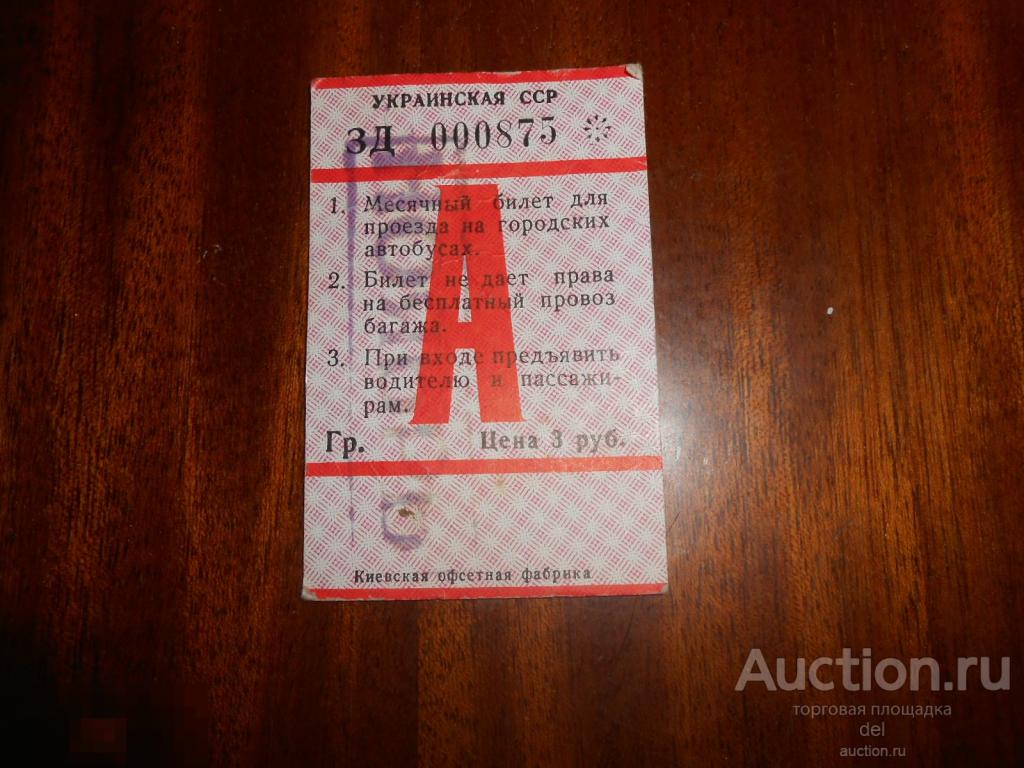 УКРАИНСКАЯ ССР
ЗД 000875
А
1. Месячный билет для
проезда на городских
автобусах.
2. Билет не дает права
на бесплатный провоз
багажа.
3. При входе предъявить
водителю и пассажи-
рам.
Гр. Цена 3 руб.
Киевская офсетная фабрика
Auction.ru
торговая площадка
del
auction.ru